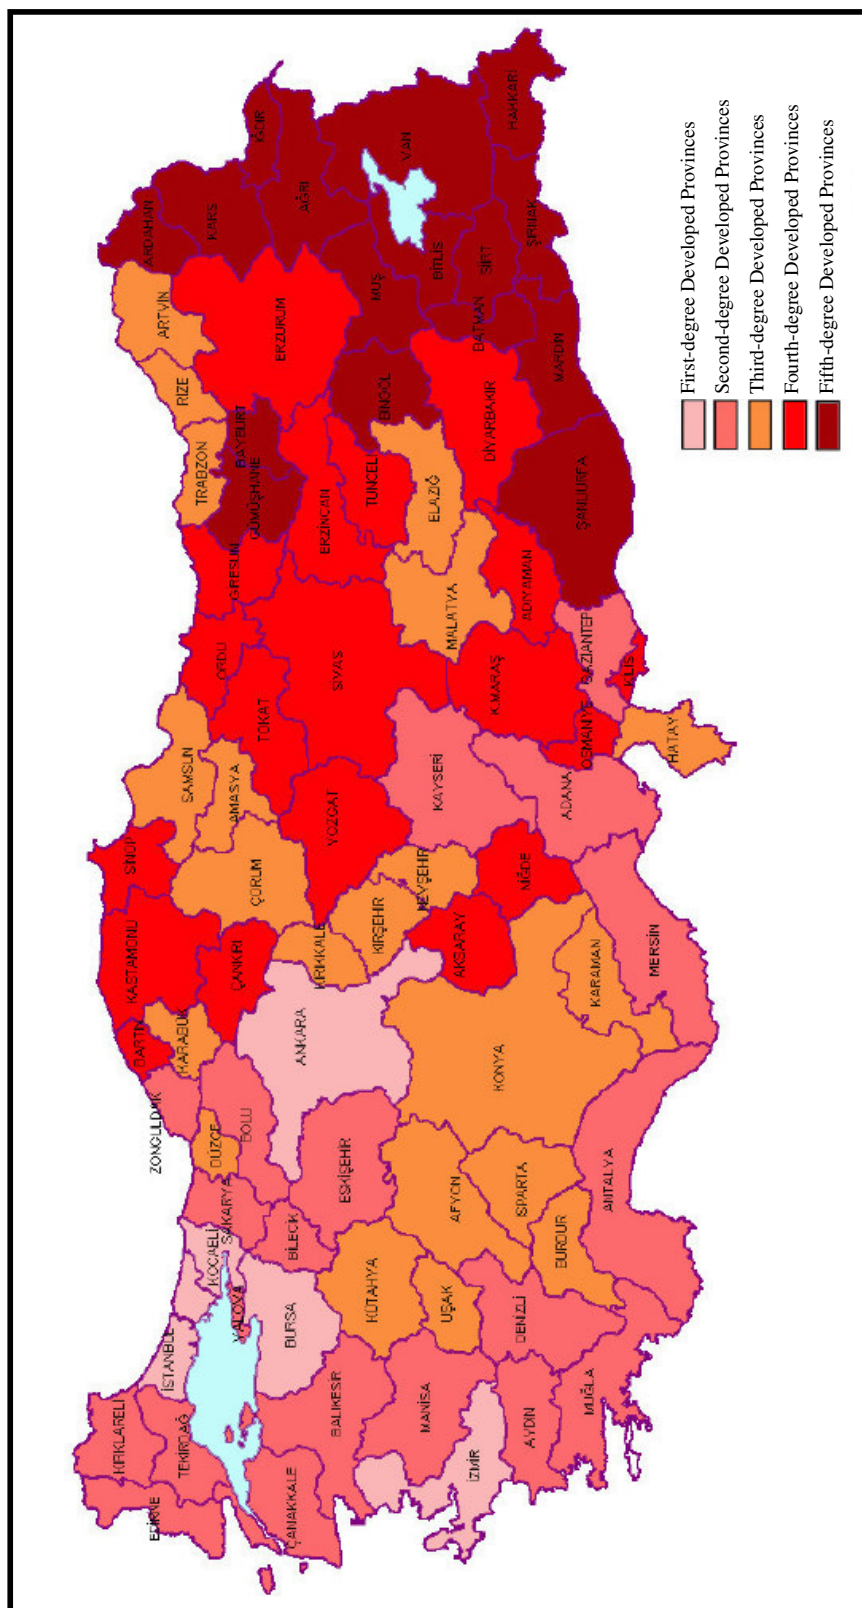 KIRKLARELİ
EDİRNE
TEKİRDAĞ
İSTANBUL
KOCAELİ
YALOVA
SAKARYA
DÜZCE
BOLU
ZONGULDAK
BARTIN
KARABÜK
KASTAMONU
ÇANKIRI
SİNOP
ÇORUM
SAMSUN
AMASYA
TOKAT
ORDU
GİRESUN
GÜMÜŞHANE
TRABZON
BAYBURT
RİZE
ARTVİN
ARDAHAN
KARS
IĞDIR
ÇANAKKALE
BALIKESİR
BURSA
BİLECİK
ESKİŞEHİR
KÜTAHYA
ANKARA
KIRIKKALE
KIRŞEHİR
YOZGAT
SİVAS
ERZİNCAN
TUNCELİ
ERZURUM
BİNGÖL
MUŞ
AĞRI
VAN
BİTLİS
MANİSA
İZMİR
UŞAK
AFYON
KONYA
AKSARAY
NEVŞEHİR
NİĞDE
KAYSERİ
K.MARAŞ
MALATYA
ELAZIĞ
ADIYAMAN
DİYARBAKIR
BATMAN
SİİRT
ŞIRNAK
HAKKARİ
AYDIN
DENİZLİ
MUĞLA
BURDUR
ISPARTA
ANTALYA
KARAMAN
MERSİN
ADANA
OSMANİYE
HATAY
KİLİS
GAZİANTEP
ŞANLIURFA
MARDİN
First-degree Developed Provinces
Second-degree Developed Provinces
Third-degree Developed Provinces
Fourth-degree Developed Provinces
Fifth-degree Developed Provinces